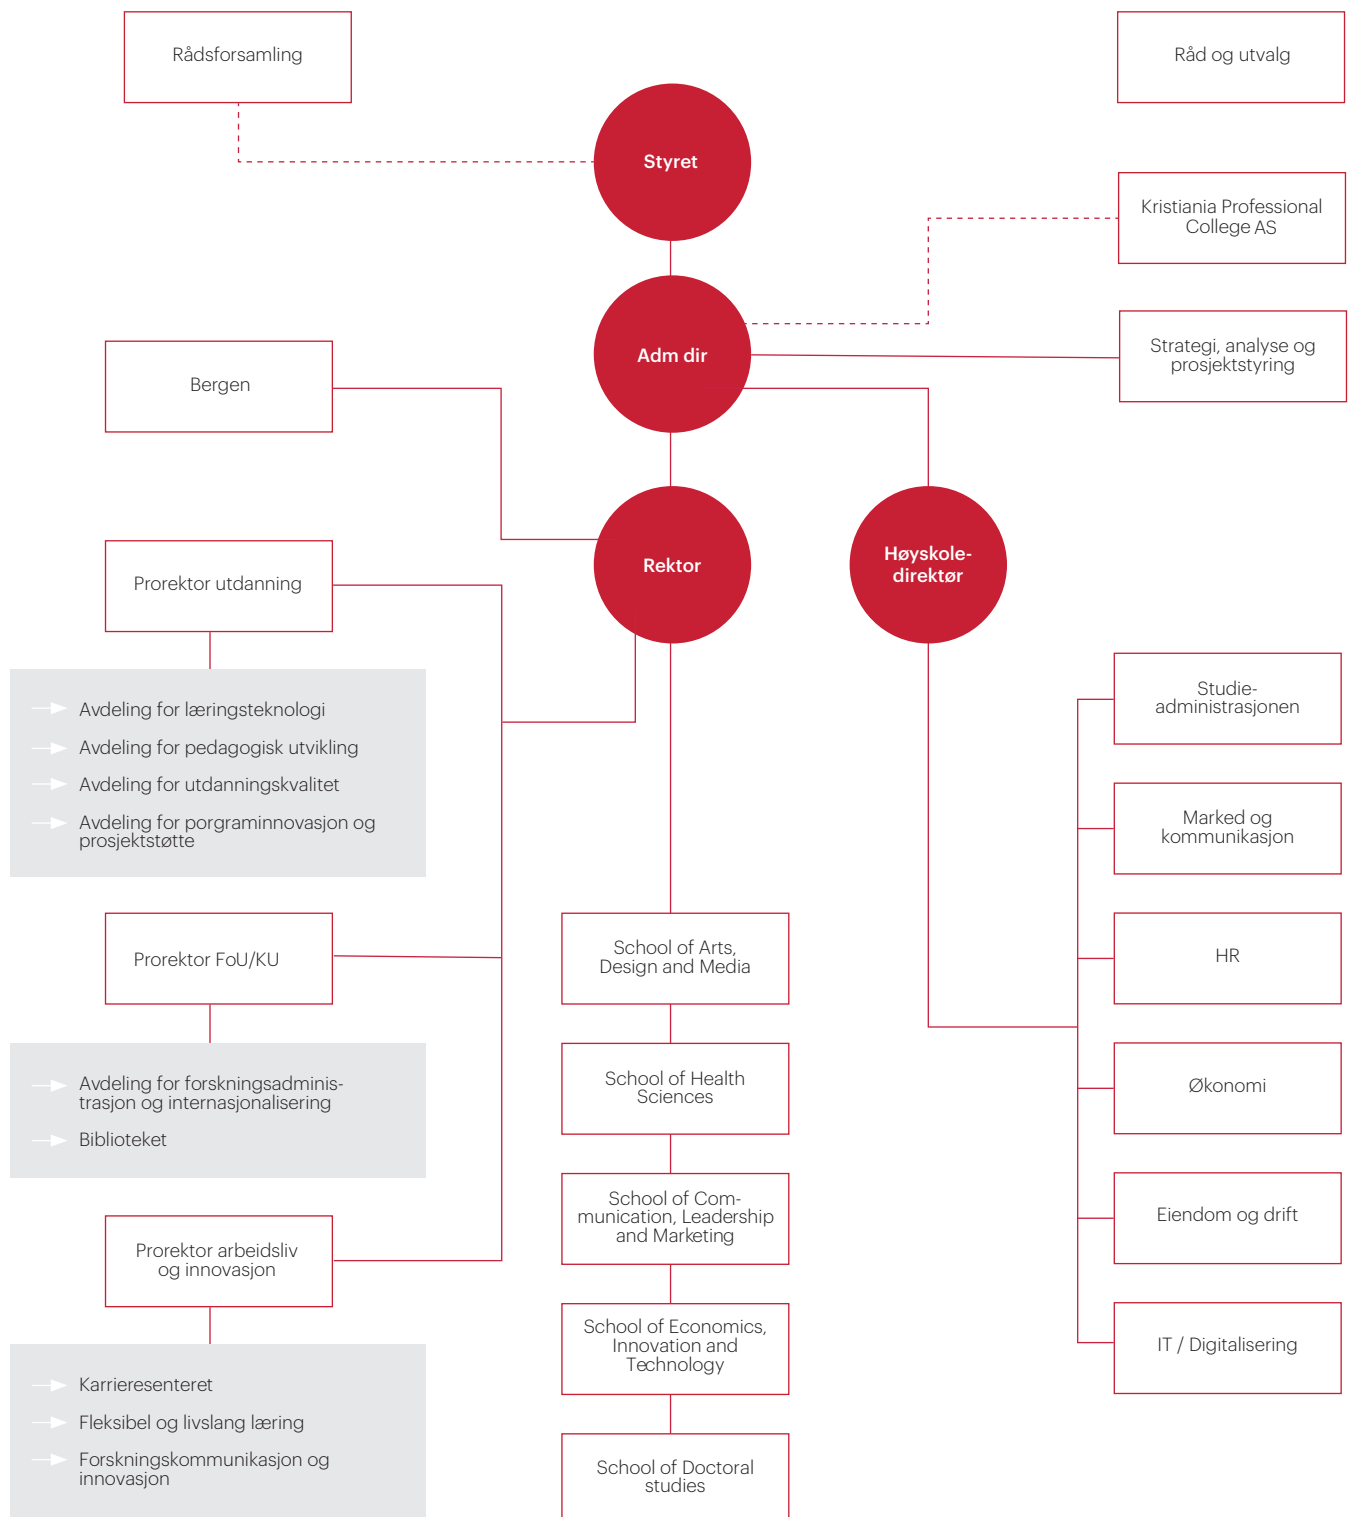 Rådsforsamling
Råd og utvalg
Styret
Kristiania Professional
College AS
Adm dir
Strategi, analyse og
prosjektstyring
Bergen
Rektor
Høyskole-
direktør
Prorektor utdanning
Avdeling for læringsteknologi
Avdeling for pedagogisk utvikling
Avdeling for utdanningskvalitet
Avdeling for porgraminnovasjon og
prosjektstøtte
Prorektor FoU/KU
Avdeling for forskningsadminis-
trasjon og internasjonalisering
Biblioteket
Prorektor arbeidsliv
og innovasjon
Karrieresenteret
Fleksibel og livslang læring
Forskningskommunikasjon og
innovasjon
School of Arts,
Design and Media
School of Health
Sciences
School of Com-
munication, Leadership
and Marketing
School of Economics,
Innovation and
Technology
School of Doctoral
studies
Studie-
administrasjonen
Marked og
kommunikasjon
HR
Økonomi
Eiendom og drift
IT / Digitalisering